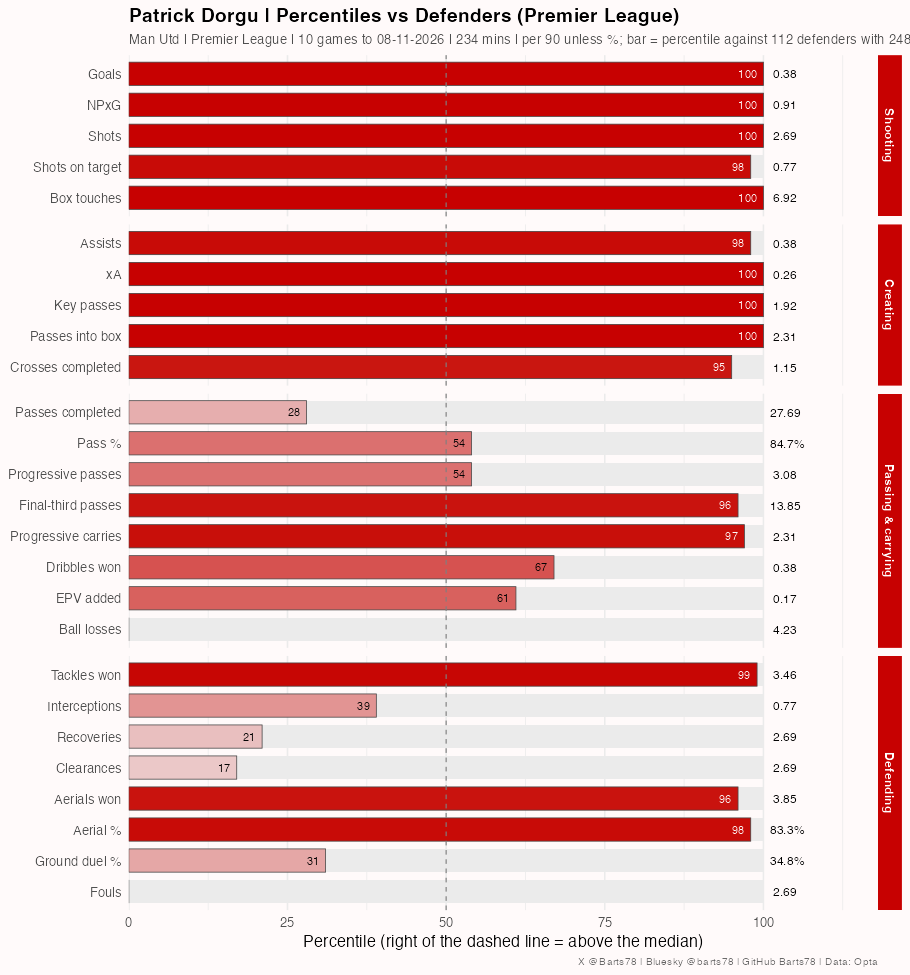 Patrick Dorgu | Percentiles vs Defenders (Premier League)
Man Utd | Premier League | 10 games to 08-11-2026 | 234 mins | per 90 unless %; bar = percentile against 112 defenders with 248
Shooting
Goals 100 0.38
NPxG 100 0.91
Shots 100 2.69
Shots on target 98 0.77
Box touches 100 6.92
Creating
Assists 98 0.38
xA 100 0.26
Key passes 100 1.92
Passes into box 100 2.31
Crosses completed 95 1.15
Passing & carrying
Passes completed 28 27.69
Pass % 54 84.7%
Progressive passes 54 3.08
Final-third passes 96 13.85
Progressive carries 97 2.31
Dribbles won 67 0.38
EPV added 61 0.17
Ball losses 4.23
Defending
Tackles won 99 3.46
Interceptions 39 0.77
Recoveries 21 2.69
Clearances 17 2.69
Aerials won 96 3.85
Aerial % 98 83.3%
Ground duel % 31 34.8%
Fouls 2.69
0 25 50 75 100
Percentile (right of the dashed line = above the median)
X @Barts78 | Bluesky @barts78 | GitHub Barts78 | Data: Opta